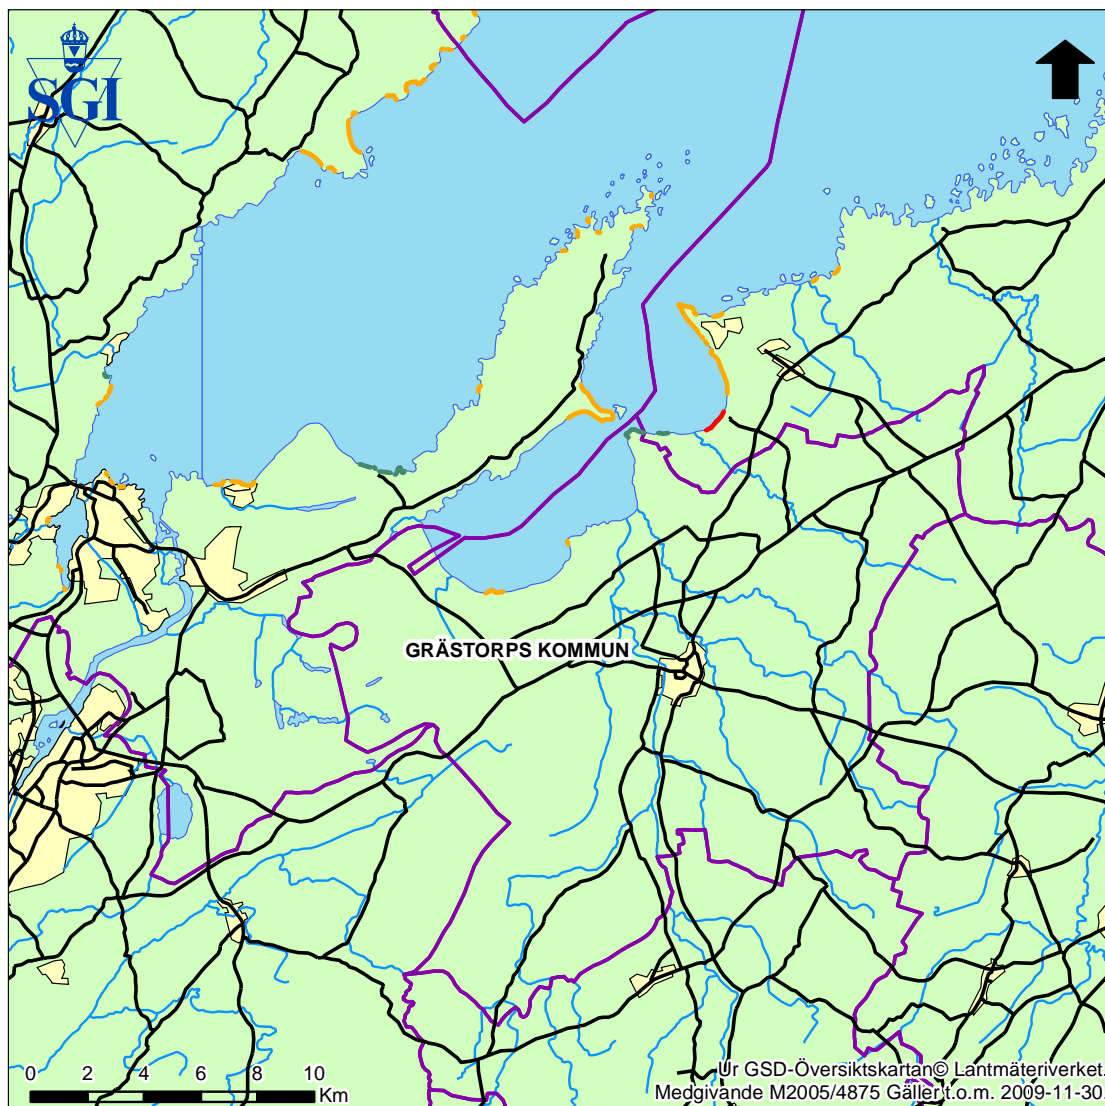 SGI
GRÄSTORPS KOMMUN
0 2 4 6 8 10
Km
Ur GSD-Översiktskartan© Lantmäteriverket.
Medgivande M2005/4875 Gäller t.o.m. 2009-11-30.